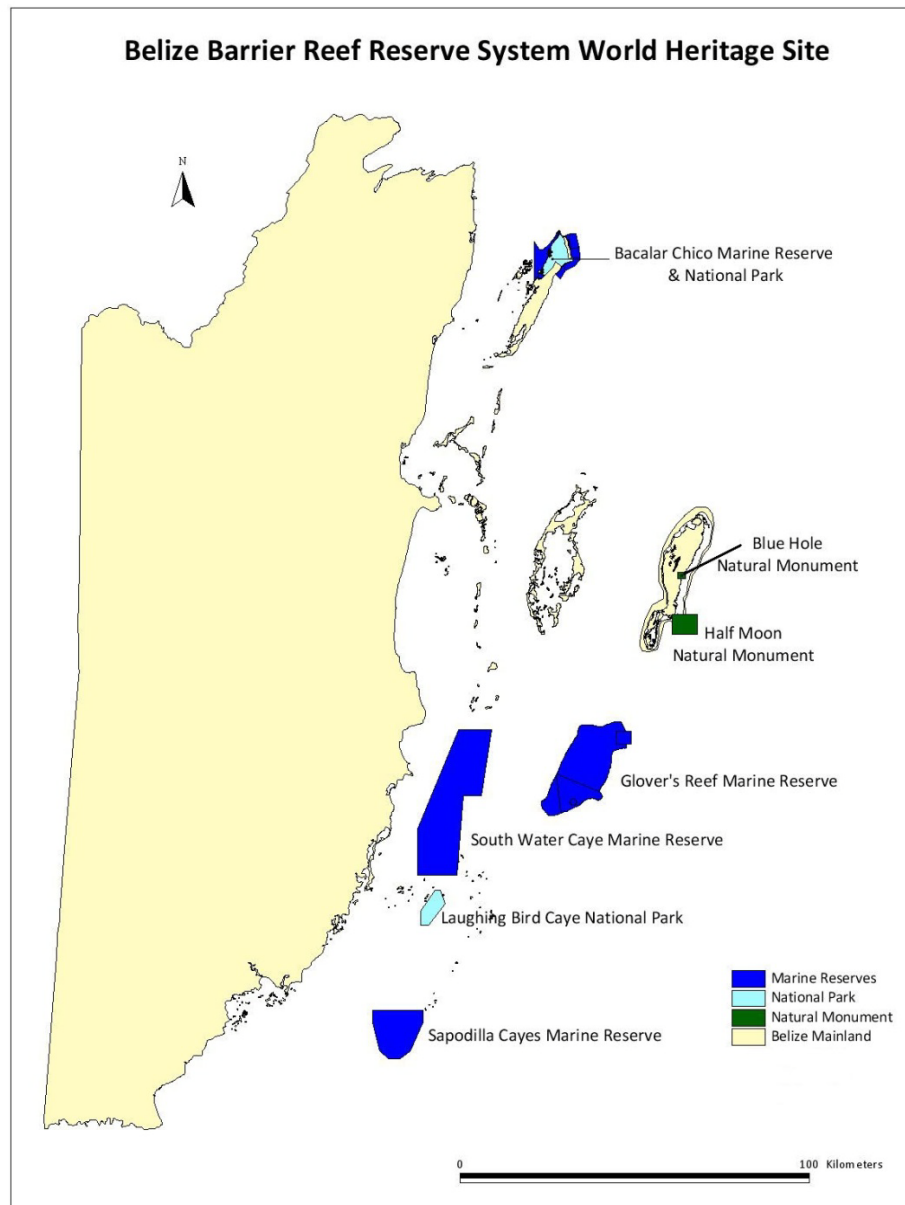 Belize Barrier Reef Reserve System World Heritage Site
N
Bacalar Chico Marine Reserve
& National Park
Blue Hole
Natural Monument
Half Moon
Natural Monument
Glover's Reef Marine Reserve
South Water Caye Marine Reserve
Laughing Bird Caye National Park
Marine Reserves
National Park
Natural Monument
Belize Mainland
Sapodilla Cayes Marine Reserve
0
100 Kilometers